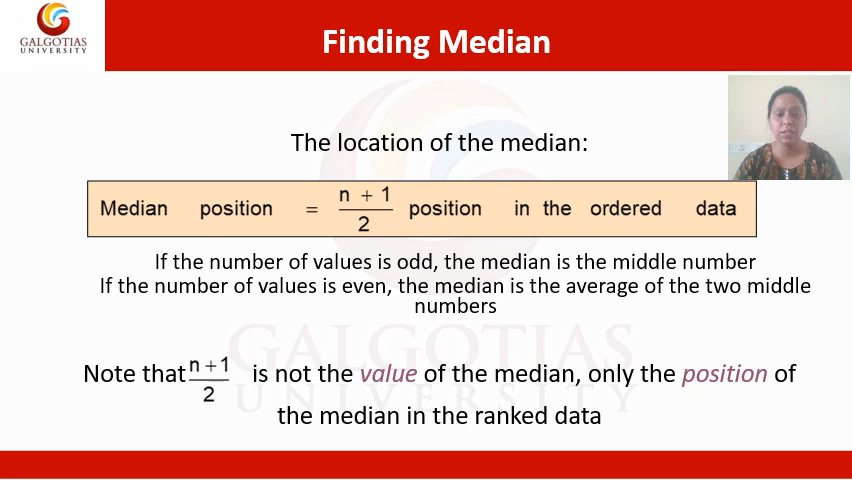 GALGOTIAS
UNIVERSITY
Finding Median
The location of the median:
Median position = n + 1 / 2 position in the ordered data
If the number of values is odd, the median is the middle number
If the number of values is even, the median is the average of the two middle
numbers
GALGOTIAS
UNIVERSITY
Note that n + 1 / 2 is not the value of the median, only the position of
the median in the ranked data